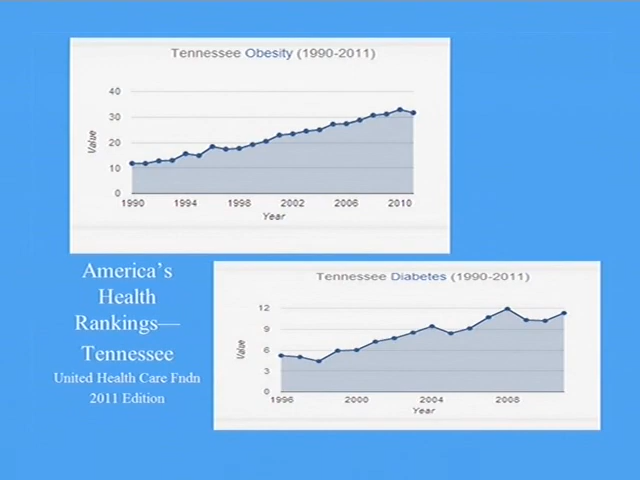 Tennessee Obesity (1990-2011)
40
30
20
10
0
Value
1990 1994 1998 2002 2006 2010
Year
America's
Health
Rankings—
Tennessee
United Health Care Fndn
2011 Edition
Tennessee Diabetes (1990-2011)
12
9
6
3
0
Value
1996 2000 2004 2008
Year